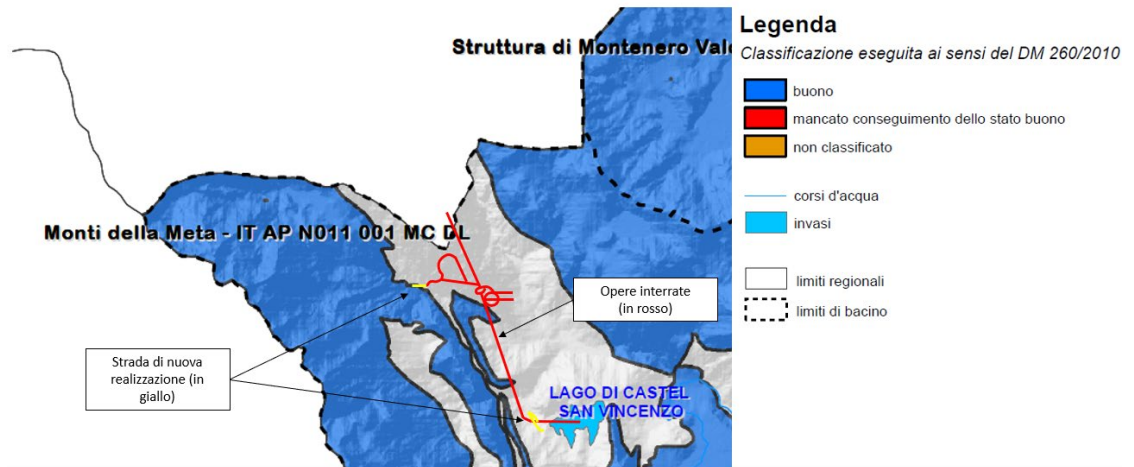 Struttura di Montenero Valc
Monti della Meta - IT AP N011 001 MC DL
Opere interrate
(in rosso)
Strada di nuova
realizzazione (in
giallo)
LAGO DI CASTEL
SAN VINCENZO
Legenda
Classificazione eseguita ai sensi del DM 260/2010
buono
mancato conseguimento dello stato buono
non classificato
corsi d'acqua
invasi
limiti regionali
limiti di bacino